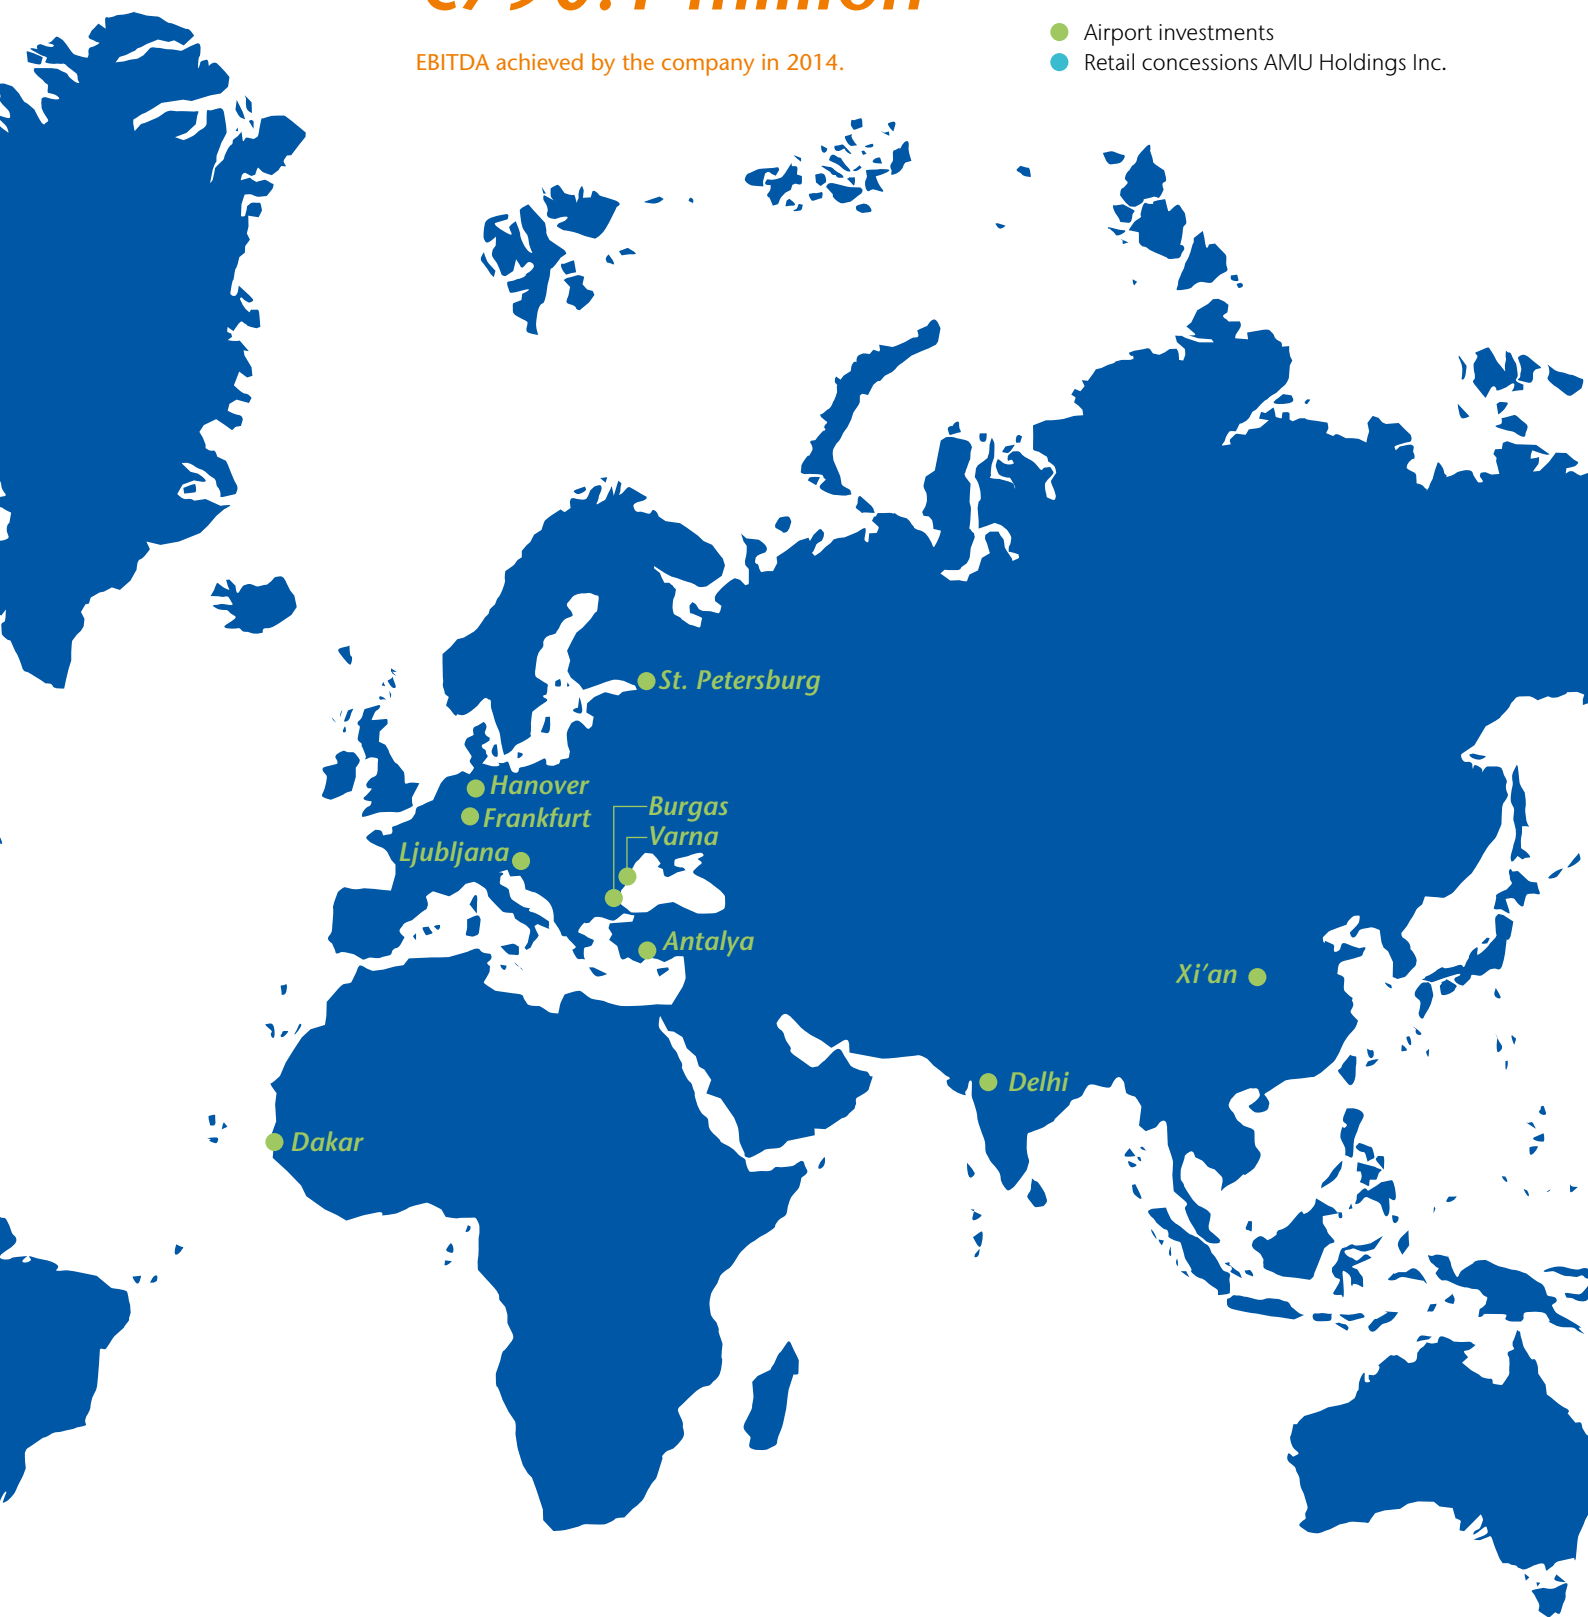 million
Airport investments
EBITDA achieved by the company in 2014.
Retail concessions AMU Holdings Inc.
St. Petersburg
Hanover
Burgas
Frankfurt
Varna
Ljubljana
Antalya
Xi’an
Delhi
Dakar